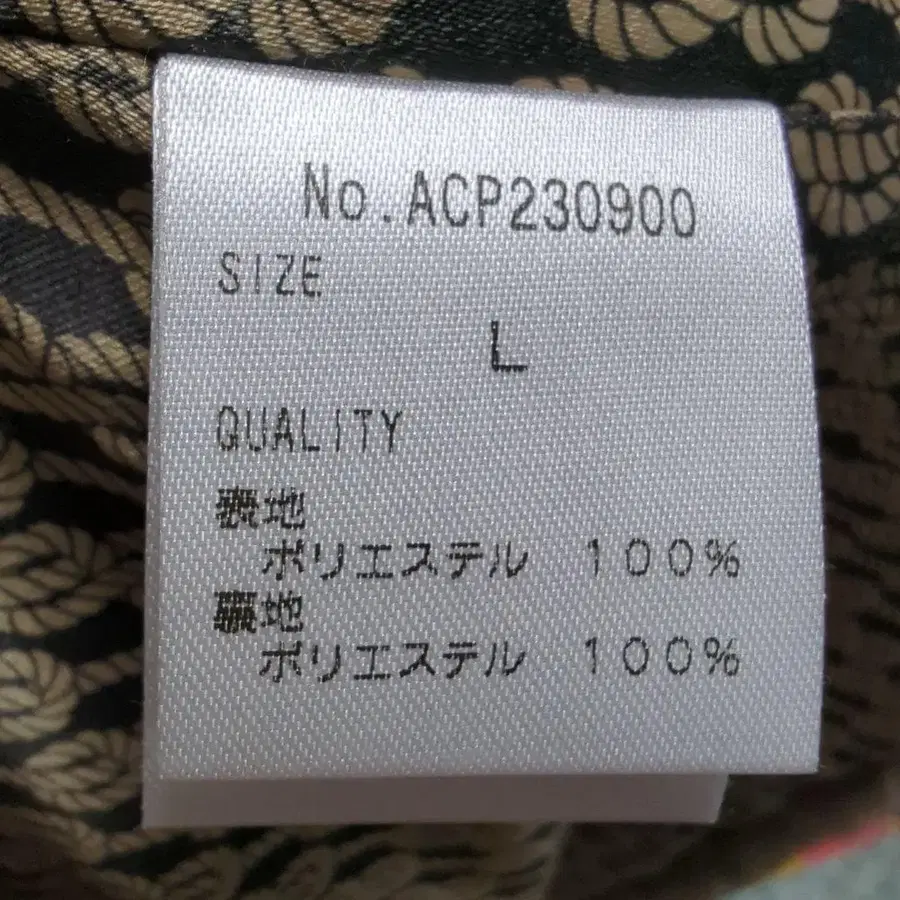 No.ACP230900
SIZE
L
QUALITY
表地
ポリエステル １００％
裏地
ポリエステル １００％